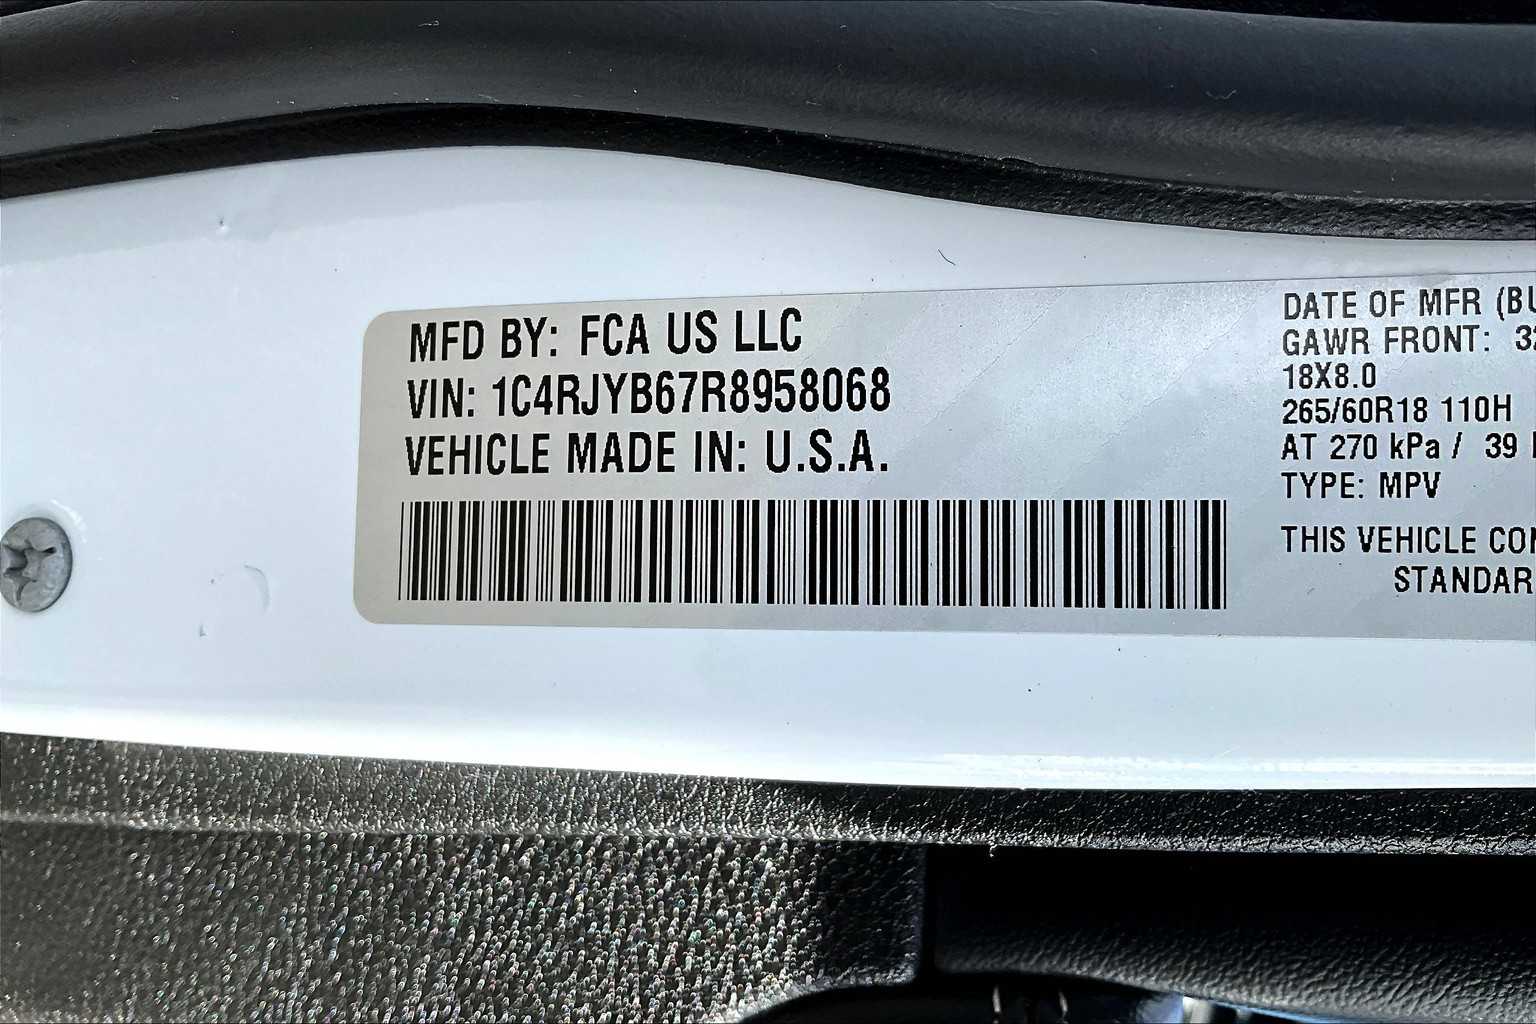 MFD BY: FCA US LLC
VIN: 1C4RJYB67R8958068
VEHICLE MADE IN: U.S.A.
DATE OF MFR
GAWR FRONT:
18X8.0
265/60R18 110H
AT 270 kPa / 39
TYPE: MPV
THIS VEHICLE